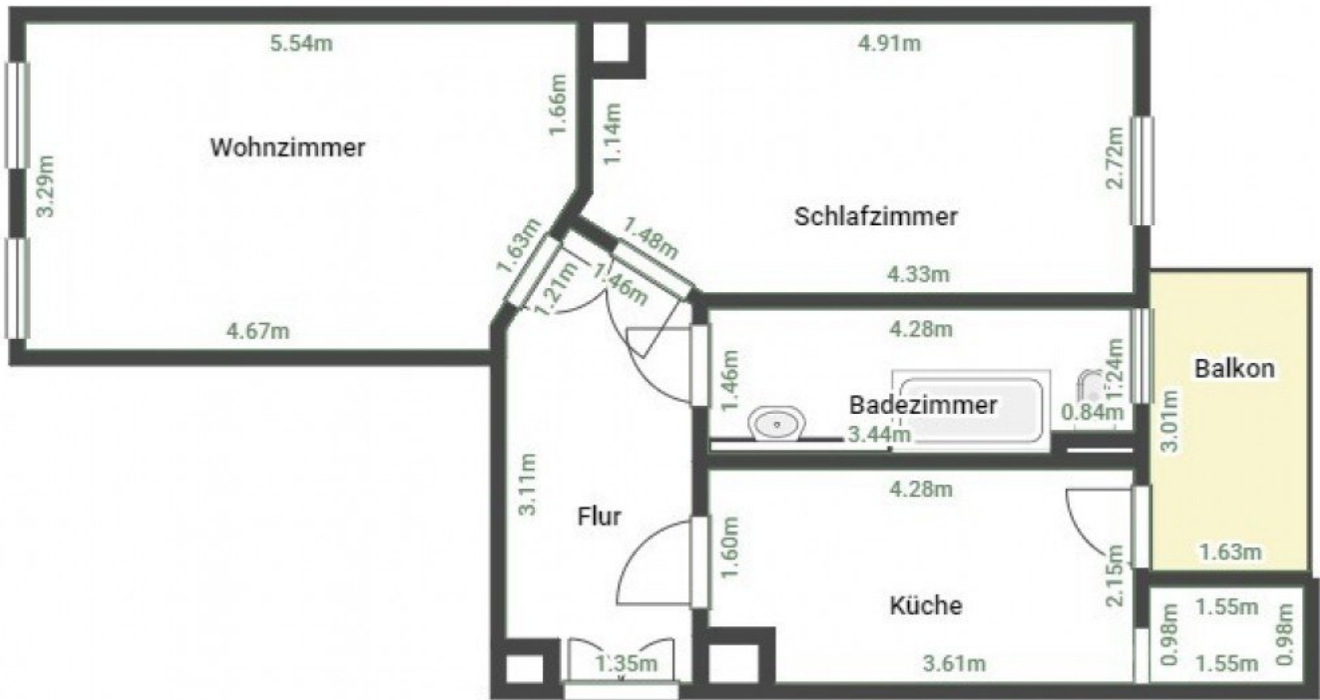 5.54m
4.91m
1.66m
1.14m
Wohnzimmer
2.72m
3.29m
Schlafzimmer
1.63m
1.48m
1.21m
1.46m
4.33m
4.67m
4.28m
1.46m
1.24m
Balkon
Badezimmer
0.84m
3.44m
3.01m
3.11m
4.28m
Flur
1.60m
1.63m
2.15m
Küche
1.55m
0.98m
0.98m
1.35m
3.61m
1.55m